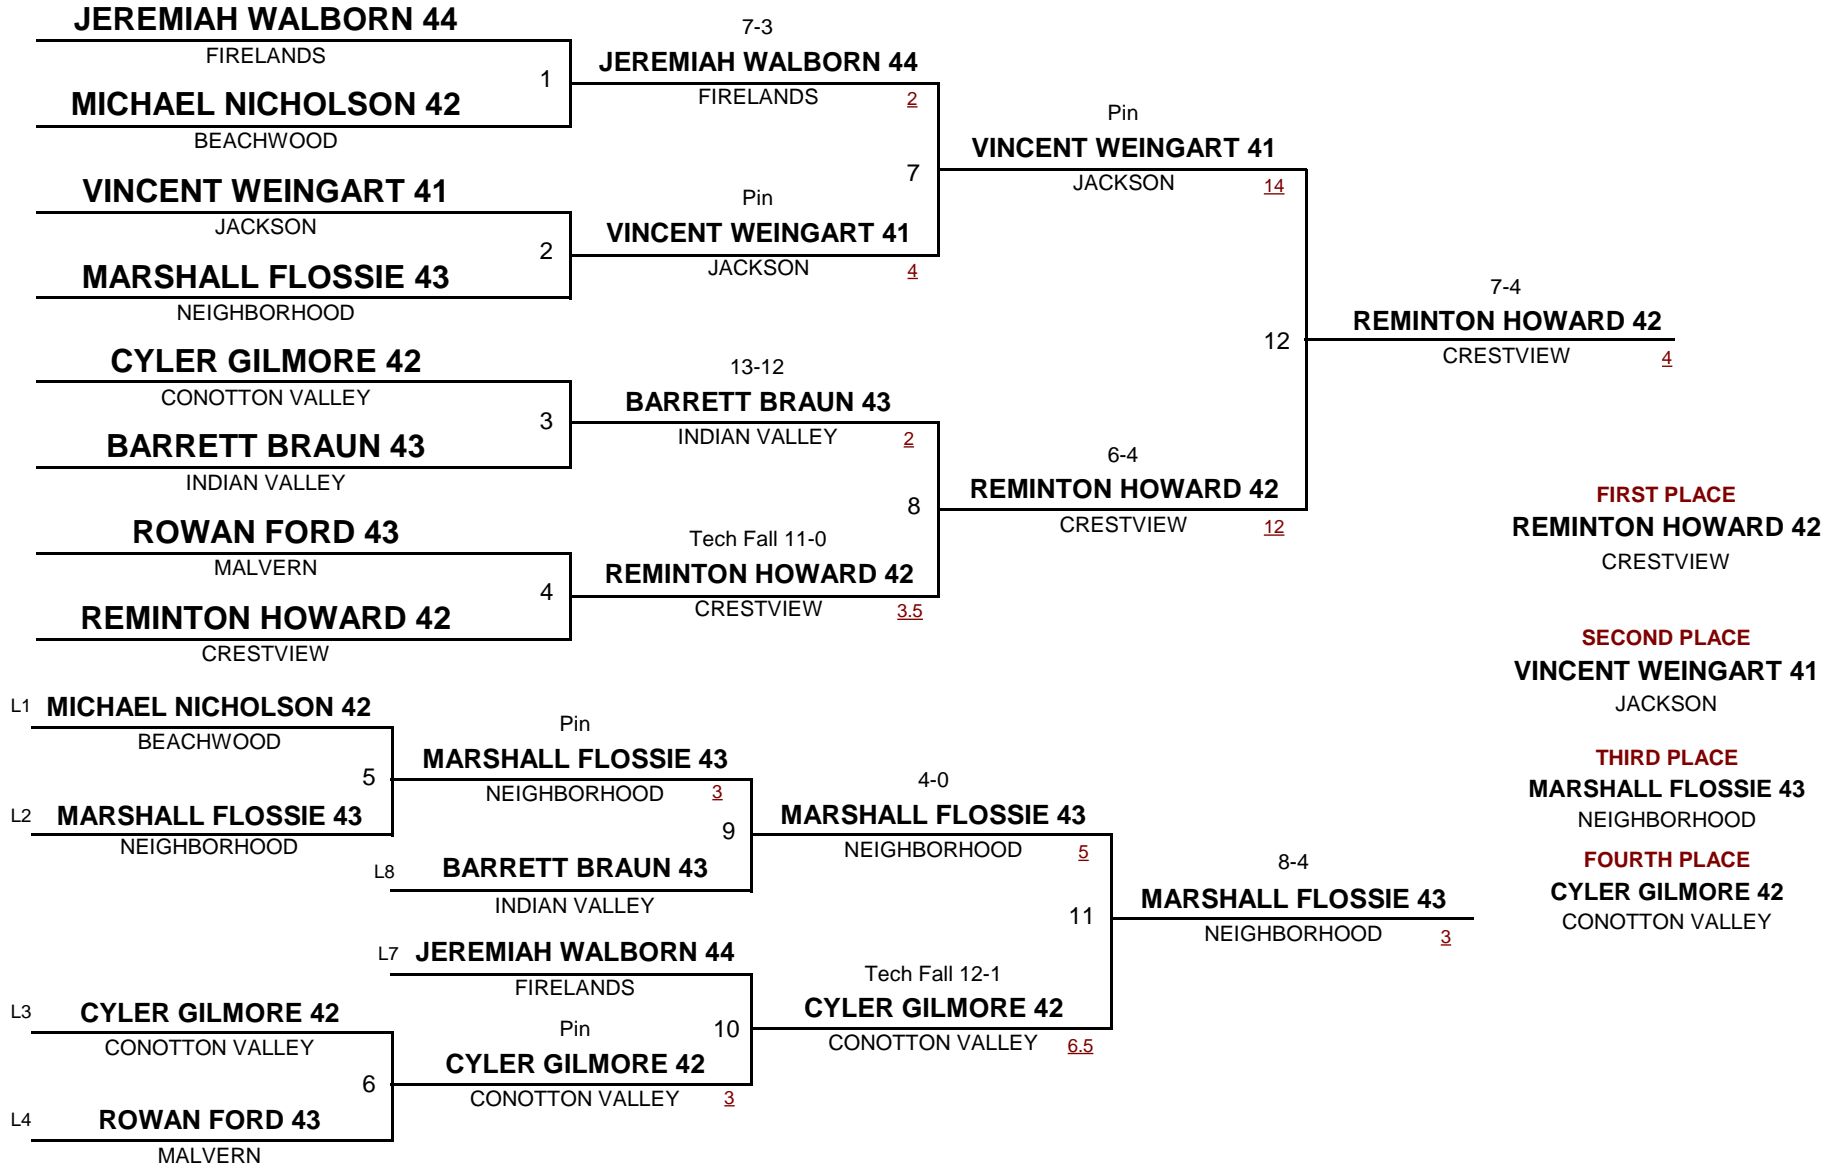 JEREMIAH WALBORN 44
FIRELANDS
1
MICHAEL NICHOLSON 42
BEACHWOOD
VINCENT WEINGART 41
JACKSON
2
MARSHALL FLOSSIE 43
NEIGHBORHOOD
CYLER GILMORE 42
CONOTTON VALLEY
3
BARRETT BRAUN 43
INDIAN VALLEY
ROWAN FORD 43
MALVERN
4
REMINTON HOWARD 42
CRESTVIEW
7-3
JEREMIAH WALBORN 44
FIRELANDS 2
7
Pin
VINCENT WEINGART 41
JACKSON 4
13-12
BARRETT BRAUN 43
INDIAN VALLEY 2
8
Tech Fall 11-0
REMINTON HOWARD 42
CRESTVIEW 3.5
Pin
VINCENT WEINGART 41
JACKSON 14
12
6-4
REMINTON HOWARD 42
CRESTVIEW 12
7-4
REMINTON HOWARD 42
CRESTVIEW 4
FIRST PLACE
REMINTON HOWARD 42
CRESTVIEW
SECOND PLACE
VINCENT WEINGART 41
JACKSON
THIRD PLACE
MARSHALL FLOSSIE 43
NEIGHBORHOOD
FOURTH PLACE
CYLER GILMORE 42
CONOTTON VALLEY
L1 MICHAEL NICHOLSON 42
BEACHWOOD
5
L2 MARSHALL FLOSSIE 43
NEIGHBORHOOD
L3 CYLER GILMORE 42
CONOTTON VALLEY
6
L4 ROWAN FORD 43
MALVERN
Pin
MARSHALL FLOSSIE 43
NEIGHBORHOOD 3
9
L8 BARRETT BRAUN 43
INDIAN VALLEY
L7 JEREMIAH WALBORN 44
FIRELANDS
10
Pin
CYLER GILMORE 42
CONOTTON VALLEY 3
4-0
MARSHALL FLOSSIE 43
NEIGHBORHOOD 5
11
Tech Fall 12-1
CYLER GILMORE 42
CONOTTON VALLEY 6.5
8-4
MARSHALL FLOSSIE 43
NEIGHBORHOOD 3